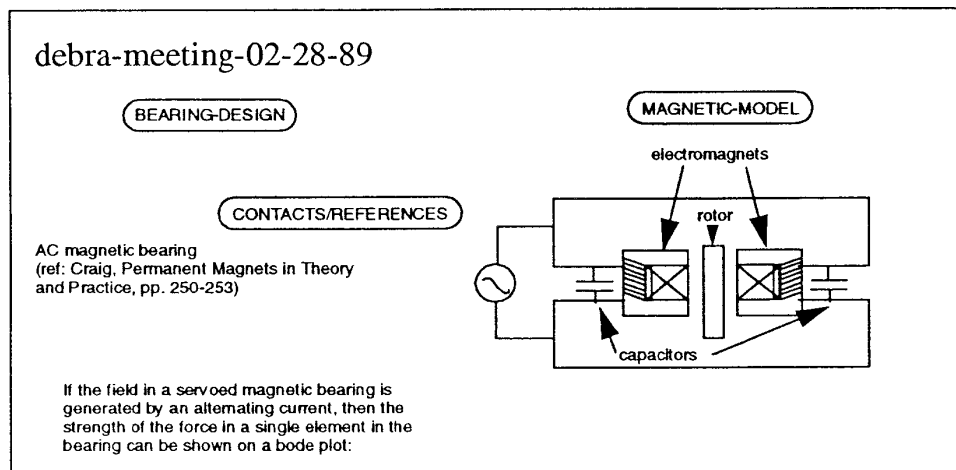 debra-meeting-02-28-89
BEARING-DESIGN
MAGNETIC-MODEL
electromagnets
CONTACTS/REFERENCES
rotor
AC magnetic bearing
(ref: Craig, Permanent Magnets in Theory
and Practice, pp. 250-253)
capacitors
If the field in a servoed magnetic bearing is
generated by an alternating current, then the
strength of the force in a single element in the
bearing can be shown on a bode plot: